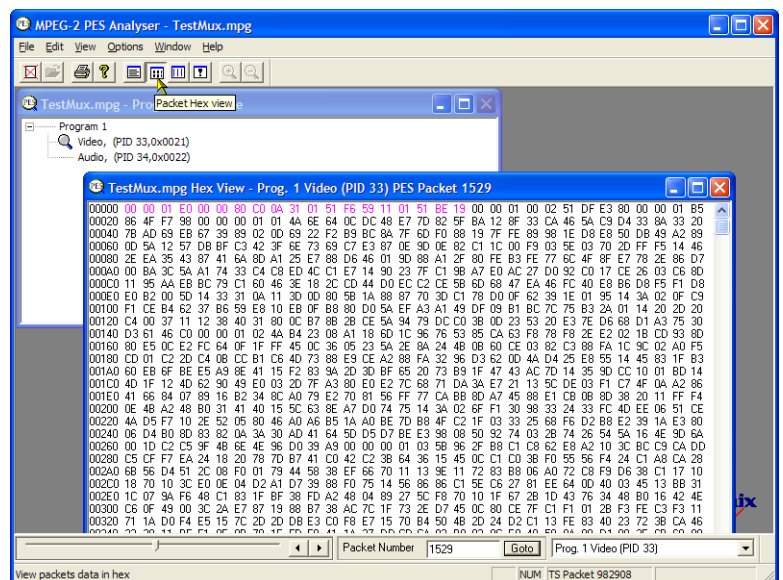 MPEG-2 PES Analyser - TestMux.mpg
File Edit View Options Window Help
TestMux.mpg - Pro
Packet Hex view
Program 1
Video, (PID 33,0x0021)
Audio, (PID 34,0x0022)
TestMux.mpg Hex View - Prog. 1 Video (PID 33) PES Packet 1529
00000 00 00 01 E0 00 00 80 C0 0A 31 01 51 F6 59 11 01 51 BE 19 00 00 01 00 02 51 DF E3 80 00 00 01 B5
00020 86 4F F7 98 00 00 01 01 4A 6E 64 0C DC 48 E7 7D 82 5F BA 12 8F 33 CA 46 5A C9 D4 33 8A 33 20
00040 7B AD 69 EB 67 39 89 02 0D 69 22 F2 B9 BC 8A 7F 6D F0 88 19 7F FE 89 98 1E D8 E8 50 DB 49 A2 89
00060 0D 5A 12 57 DB BF C3 42 3F 6E 73 69 C7 E3 87 0E 9D 0E 82 C1 1C 00 F9 03 5E 03 70 2D FF F5 14 46
00080 2E EA 35 43 87 41 6A 8D A1 25 E7 88 D6 46 01 9D 88 A1 2F 80 FE B3 FE 77 6C 4F 8F E7 78 2E 86 D7
000A0 00 BA 3C 5A A1 74 33 C4 C8 ED 4C C1 E7 14 90 23 7F C1 9B A7 E0 AC 27 D0 92 C0 17 CE 26 03 C6 8D
000C0 11 95 AA EB BC 79 C1 60 46 3E 18 2C CD 44 D0 EC C2 CE 5B 6D 68 47 EA 46 FC 40 E8 B6 D8 F5 F1 D8
000E0 E0 B2 00 5D 14 33 31 0A 11 3D 0D 80 5B 1A 88 87 70 3D C1 78 D0 0F 62 39 1E 01 95 14 3A 02 0F C9
00100 F1 CE B4 62 37 B6 59 E8 10 EB 0F B8 80 D0 5A EF A3 A1 49 DF 09 B1 BC 7C 75 B3 2A 01 14 20 2D 20
00120 C4 00 37 11 12 38 40 31 80 0C B7 8B 2B CE 5A 94 79 DC C0 3B 0D 23 53 20 E3 7E D6 68 D1 A3 75 30
00140 D3 61 46 C0 00 00 01 02 4A B4 23 08 A1 18 6D 1C 96 76 53 85 CA 63 F8 78 F8 2E E2 02 1B CD 93 8D
00160 80 E5 0C E2 FC 64 0F 1F FF 45 0C 36 05 23 5A 2E 8A 24 4B 0B 60 CE 03 82 C3 88 FA 1C 9C 02 A0 F5
00180 CD 01 C2 2D C4 0B CC B1 C6 4D 73 88 E9 CE A2 88 FA 32 96 D3 62 0D 4A D4 25 E8 55 14 45 83 1F B3
001A0 60 EB 6F BE E5 A9 8E 41 15 F2 83 9A 2D 3D BF 65 20 73 B9 1F 47 43 AC 7D 14 35 9D CC 10 01 BD 14
001C0 4D 1F 12 4D 62 90 49 E0 03 2D 7F A3 80 E0 E2 7C 68 71 DA 3A E7 21 13 5C DE 03 F1 C7 4F 0A A2 86
001E0 41 66 84 07 89 16 B2 34 8C A0 79 E2 70 81 56 FF 77 CA BB 8D A7 45 88 E1 CB 0B 8D 38 20 11 FF F4
00200 0E 4B A2 48 B0 31 41 40 15 5C 63 8E A7 D0 74 75 14 3A 02 6F F1 30 98 33 24 33 FC 4D EE 06 51 CE
00220 4A D5 F7 10 2E 52 05 80 46 A0 A6 B5 1A A0 BE 7D B8 4F C2 1F 03 33 25 68 F6 D2 B8 E2 39 1A E3 80
00240 06 D4 B0 8D 83 82 0A 3A 30 AD 41 64 5D D5 D7 BE E3 98 08 50 92 74 03 2B 74 26 54 5A 16 4E 9D 6A
00260 00 1D C2 C5 9F 4B 6E 4E 96 D0 39 A9 00 00 00 01 03 5B 96 2F B8 C1 C8 62 E8 A2 10 3C BC C9 CA DD
00280 C5 CF F7 EA 24 18 20 78 D7 B7 41 C0 42 C2 3B 64 36 15 45 0C C1 C0 3B F0 55 56 F4 24 C1 A8 CA 28
002A0 6B 56 D4 51 2C 08 F0 01 79 44 58 38 EF 66 70 11 13 9E 11 72 83 B8 06 A0 72 C8 F9 D6 38 C1 17 10
002C0 18 70 10 3C E0 0E 04 D2 A1 D7 39 88 F0 75 14 56 86 86 C1 5E C6 27 81 EE 64 0D 40 03 45 13 BB 31
002E0 1C 07 9A F6 48 C1 83 1F BF 38 FD A2 48 04 89 27 5C F8 70 10 1F 67 2B 1D 43 76 34 48 B0 16 42 4E
00300 C6 0F 49 00 3C 2A E7 87 19 88 B7 38 AC 7C 1F 73 2E D7 45 0C 80 CE 7F C1 F1 01 2B F3 FE C3 F3 11
00320 71 1A D0 F4 E5 15 7C 2D 2D DB E3 C0 F8 E7 15 70 B4 50 4B 2D 24 D2 C1 13 FE 83 40 23 72 3B CA 46
Packet Number 1529 Goto Prog. 1 Video (PID 33)
View packets data in hex NUM TS Packet 982908